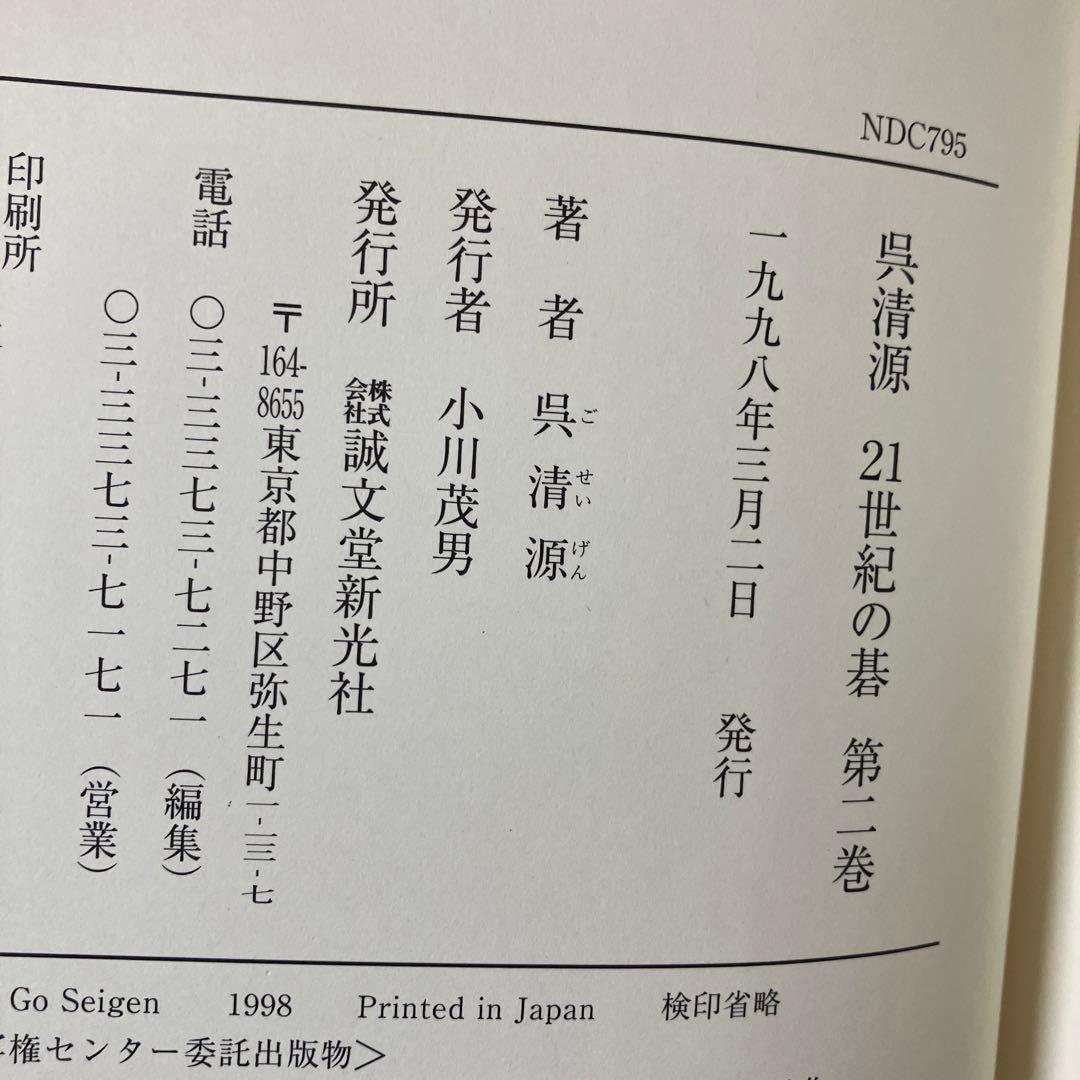 NDC795
呉清源 21世紀の碁 第二巻
一九九八年三月二日 発行
著者 呉清源
ごせいげん
発行者 小川茂男
発行所 株式会社誠文堂新光社
〒164-8655東京都中野区弥生町一-一三-七
電話 〇三-三三七三-七二七一(編集)
〇三-三三七三-七一七一(営業)
印刷所
Go Seigen 1998 Printed in Japan 検印省略
権センター委託出版物＞